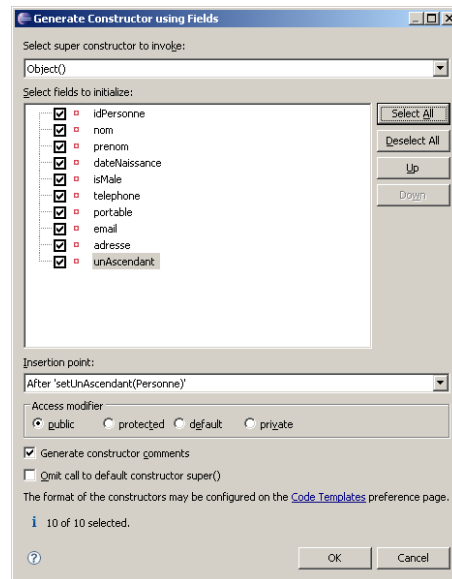 Generate Constructor using Fields
Select super constructor to invoke:
Object()
Select fields to initialize:
idPersonne
nom
prenom
dateNaissance
isMale
telephone
portable
email
adresse
unAscendant
Select All
Deselect All
Up
Down
Insertion point:
After 'setUnAscendant(Personne)'
Access modifier
public protected default private
Generate constructor comments
Omit call to default constructor super()
The format of the constructors may be configured on the Code Templates preference page.
i 10 of 10 selected.
? OK Cancel